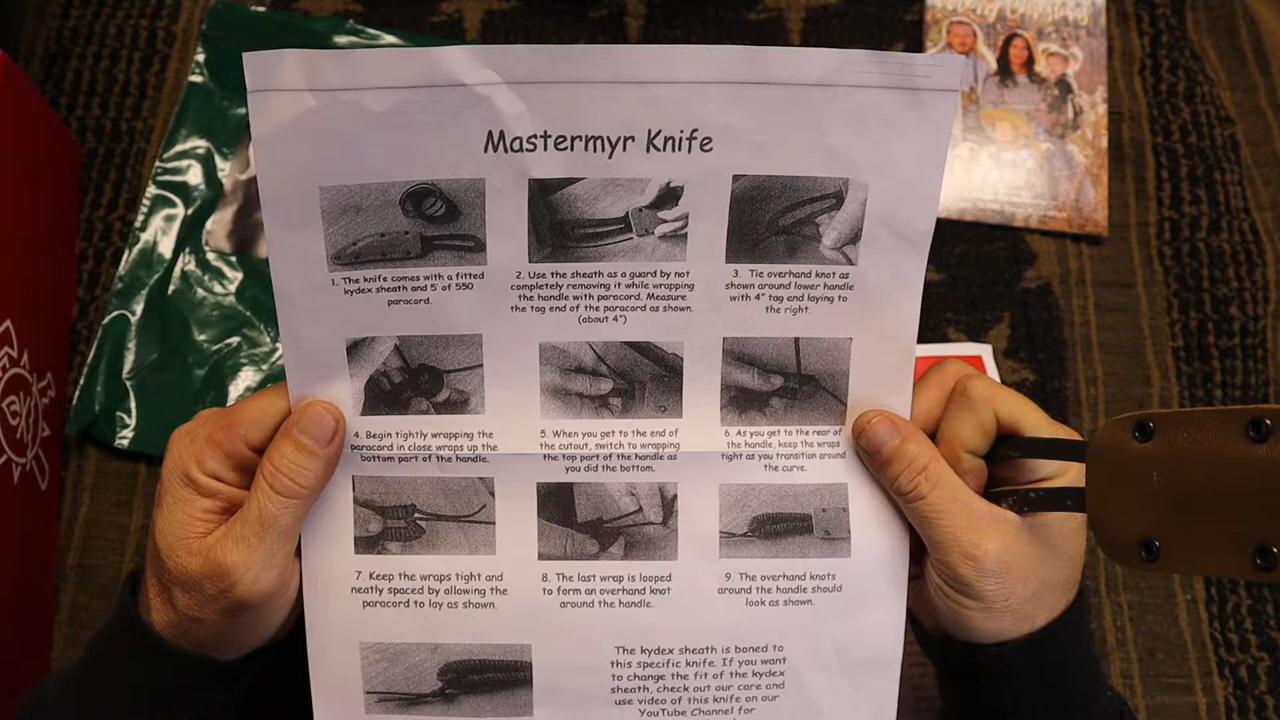 Mastermyr Knife
1. The knife comes with a fitted
kydex sheath and 5' of 550
paracord.
2. Use the sheath as a guard by not
completely removing it while wrapping
the handle with paracord. Measure
the tag end of the paracord as shown.
(about 4")
3. Tie overhand knot as
shown around lower handle
with 4" tag end laying to
the right.
4. Begin tightly wrapping the
paracord in close wraps up the
bottom part of the handle.
5. When you get to the end of
the cutout, switch to wrapping
the top part of the handle as
you did the bottom.
6. As you get to the rear of
the handle, keep the wraps
tight as you transition around
the curve.
7. Keep the wraps tight and
neatly spaced by allowing the
paracord to lay as shown.
8. The last wrap is looped
to form an overhand knot
around the handle.
9. The overhand knots
around the handle should
look as shown.
The kydex sheath is boned to
this specific knife. If you want
to change the fit of the kydex
sheath, check out our care and
use video of this knife on our
YouTube Channel for